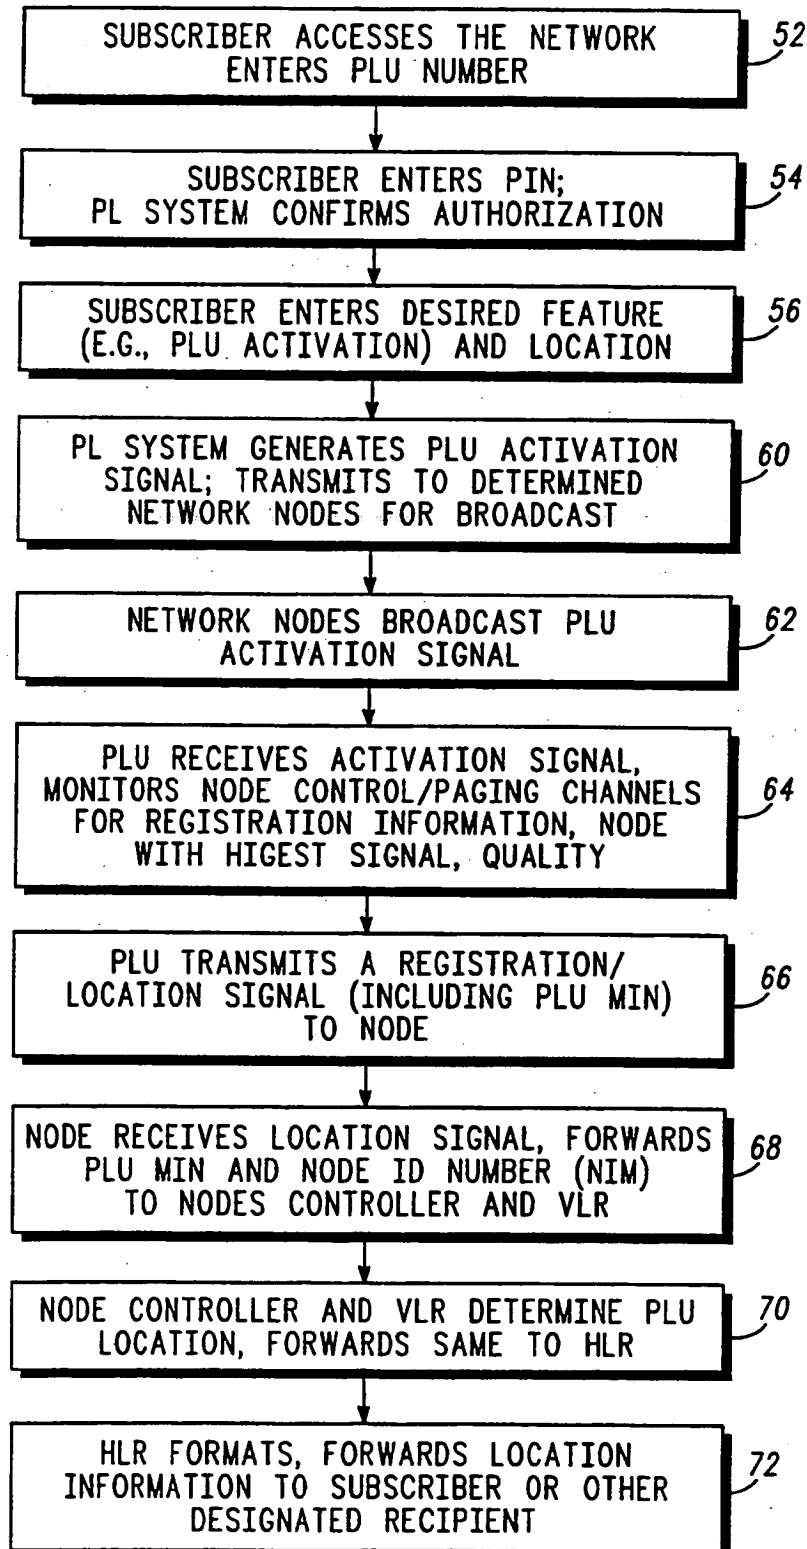 SUBSCRIBER ACCESSES THE NETWORK
ENTERS PLU NUMBER
52
SUBSCRIBER ENTERS PIN;
PL SYSTEM CONFIRMS AUTHORIZATION
54
SUBSCRIBER ENTERS DESIRED FEATURE
(E.G., PLU ACTIVATION) AND LOCATION
56
PL SYSTEM GENERATES PLU ACTIVATION
SIGNAL; TRANSMITS TO DETERMINED
NETWORK NODES FOR BROADCAST
60
NETWORK NODES BROADCAST PLU
ACTIVATION SIGNAL
62
PLU RECEIVES ACTIVATION SIGNAL,
MONITORS NODE CONTROL/PAGING CHANNELS
FOR REGISTRATION INFORMATION, NODE
WITH HIGEST SIGNAL, QUALITY
64
PLU TRANSMITS A REGISTRATION/
LOCATION SIGNAL (INCLUDING PLU MIN)
TO NODE
66
NODE RECEIVES LOCATION SIGNAL, FORWARDS
PLU MIN AND NODE ID NUMBER (NIM)
TO NODES CONTROLLER AND VLR
68
NODE CONTROLLER AND VLR DETERMINE PLU
LOCATION, FORWARDS SAME TO HLR
70
HLR FORMATS, FORWARDS LOCATION
INFORMATION TO SUBSCRIBER OR OTHER
DESIGNATED RECIPIENT
72